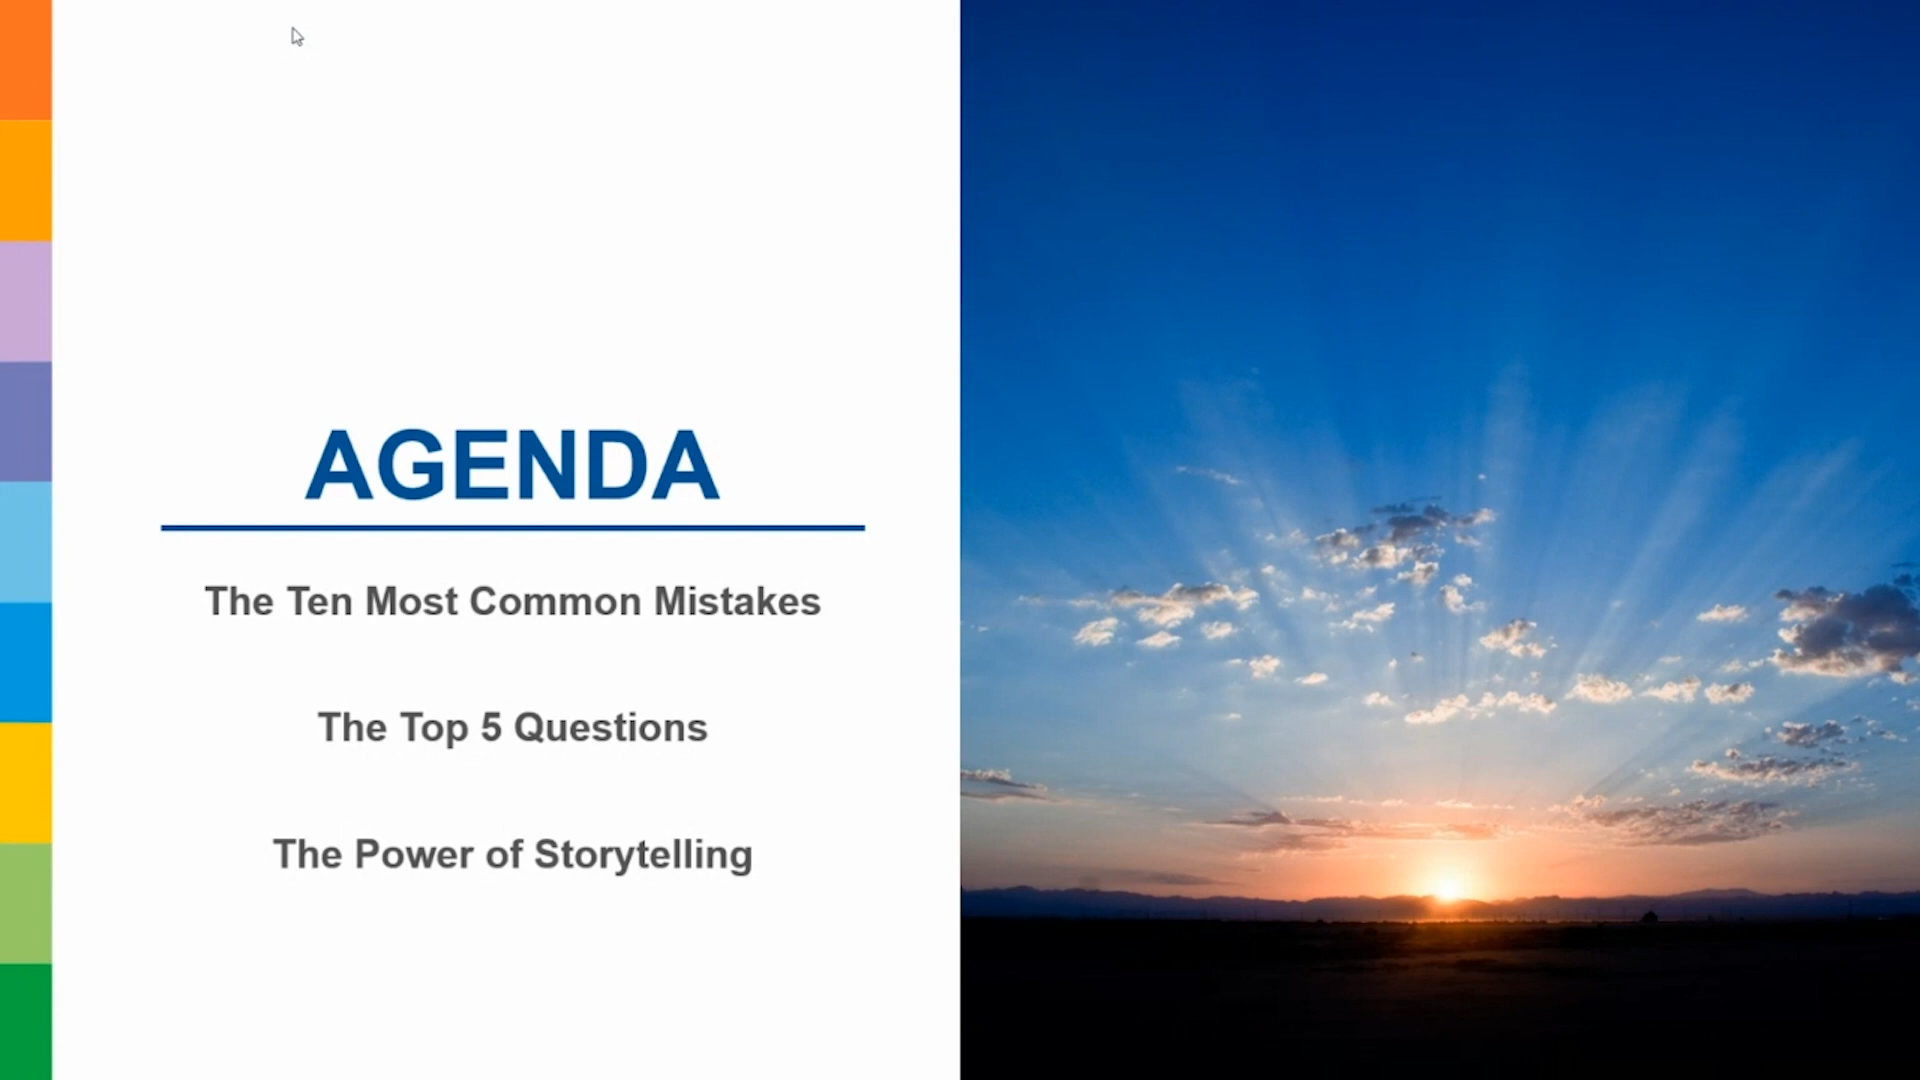 AGENDA
The Ten Most Common Mistakes
The Top 5 Questions
The Power of Storytelling